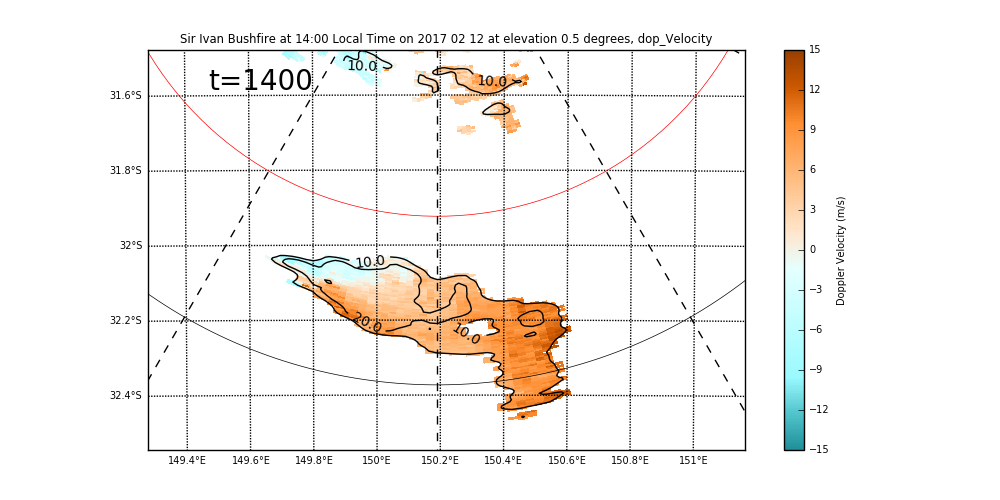 Sir Ivan Bushfire at 14:00 Local Time on 2017 02 12 at elevation 0.5 degrees, dop_Velocity
t=1400
10.0
10.0
31.6°S
31.8°S
32°S
32.2°S
32.4°S
10.0
20.0
10.0
149.4°E 149.6°E 149.8°E 150°E 150.2°E 150.4°E 150.6°E 150.8°E 151°E
15
12
9
6
3
0
−3
−6
−9
−12
−15
Doppler Velocity (m/s)